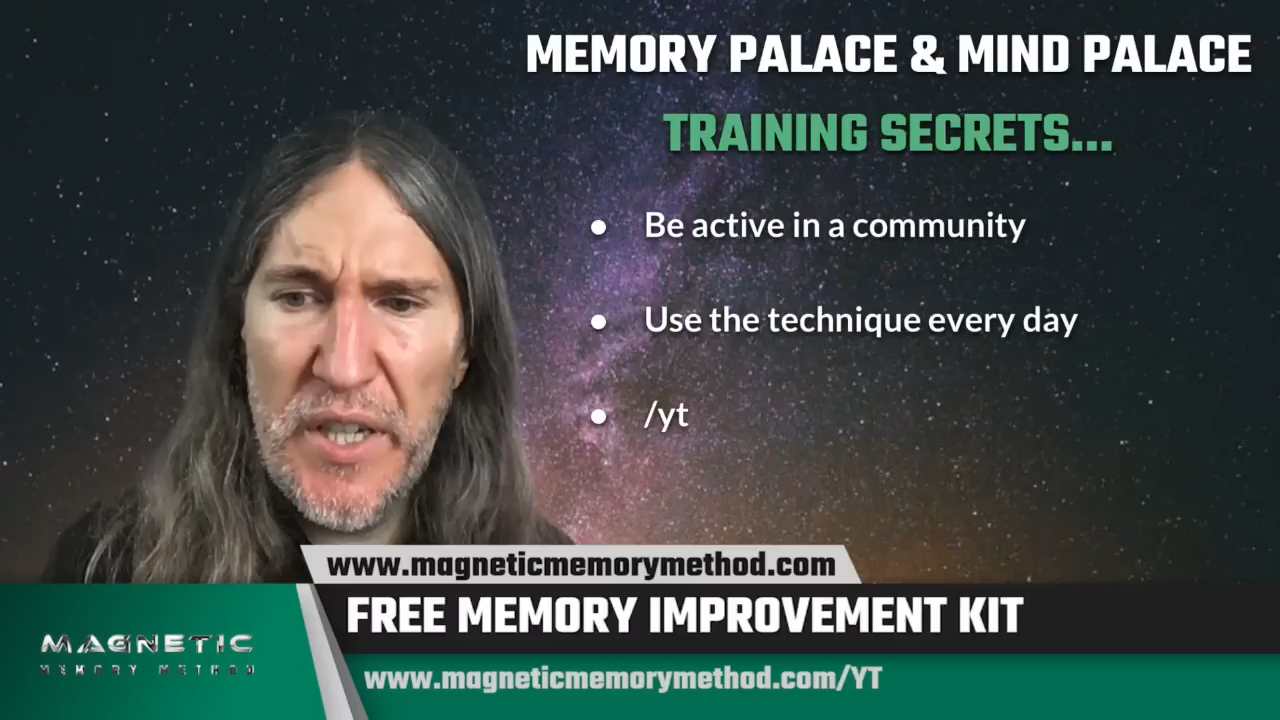 MEMORY PALACE & MIND PALACE
TRAINING SECRETS...
● Be active in a community
● Use the technique every day
● /yt
www.magneticmemorymethod.com
FREE MEMORY IMPROVEMENT KIT
MAGNETIC
MEMORY METHOD
www.magneticmemorymethod.com/YT